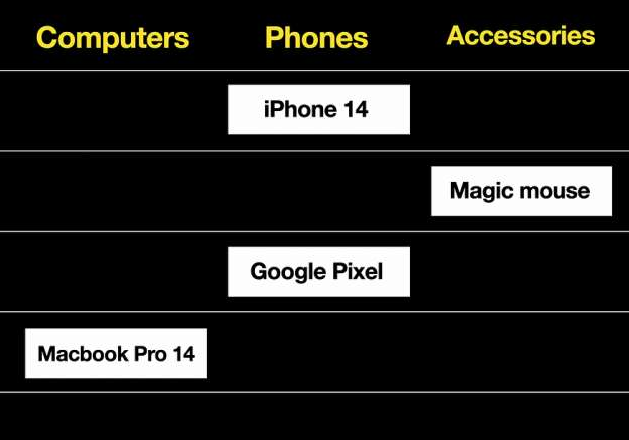 Computers Phones Accessories
iPhone 14
Magic mouse
Google Pixel
Macbook Pro 14